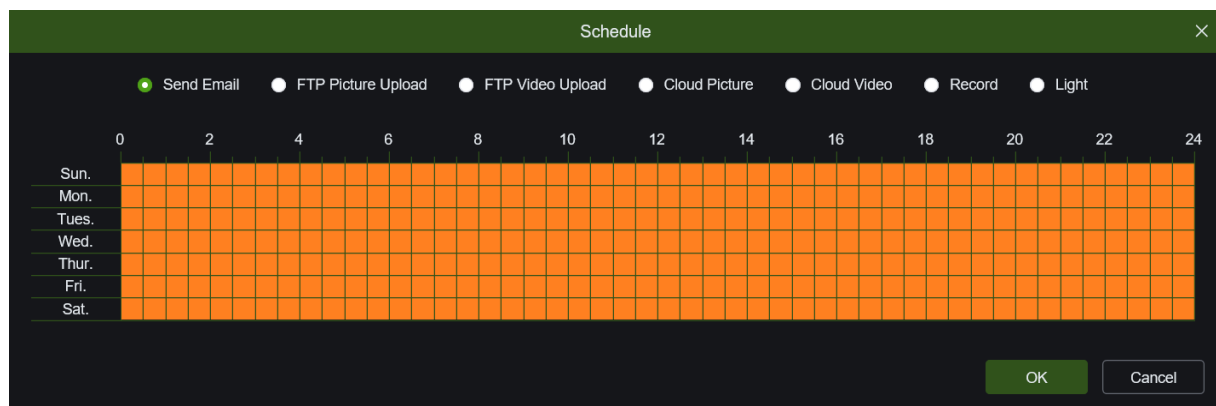 Schedule
Send Email FTP Picture Upload FTP Video Upload Cloud Picture Cloud Video Record Light
0 2 4 6 8 10 12 14 16 18 20 22 24
Sun.
Mon.
Tues.
Wed.
Thur.
Fri.
Sat.
OK Cancel